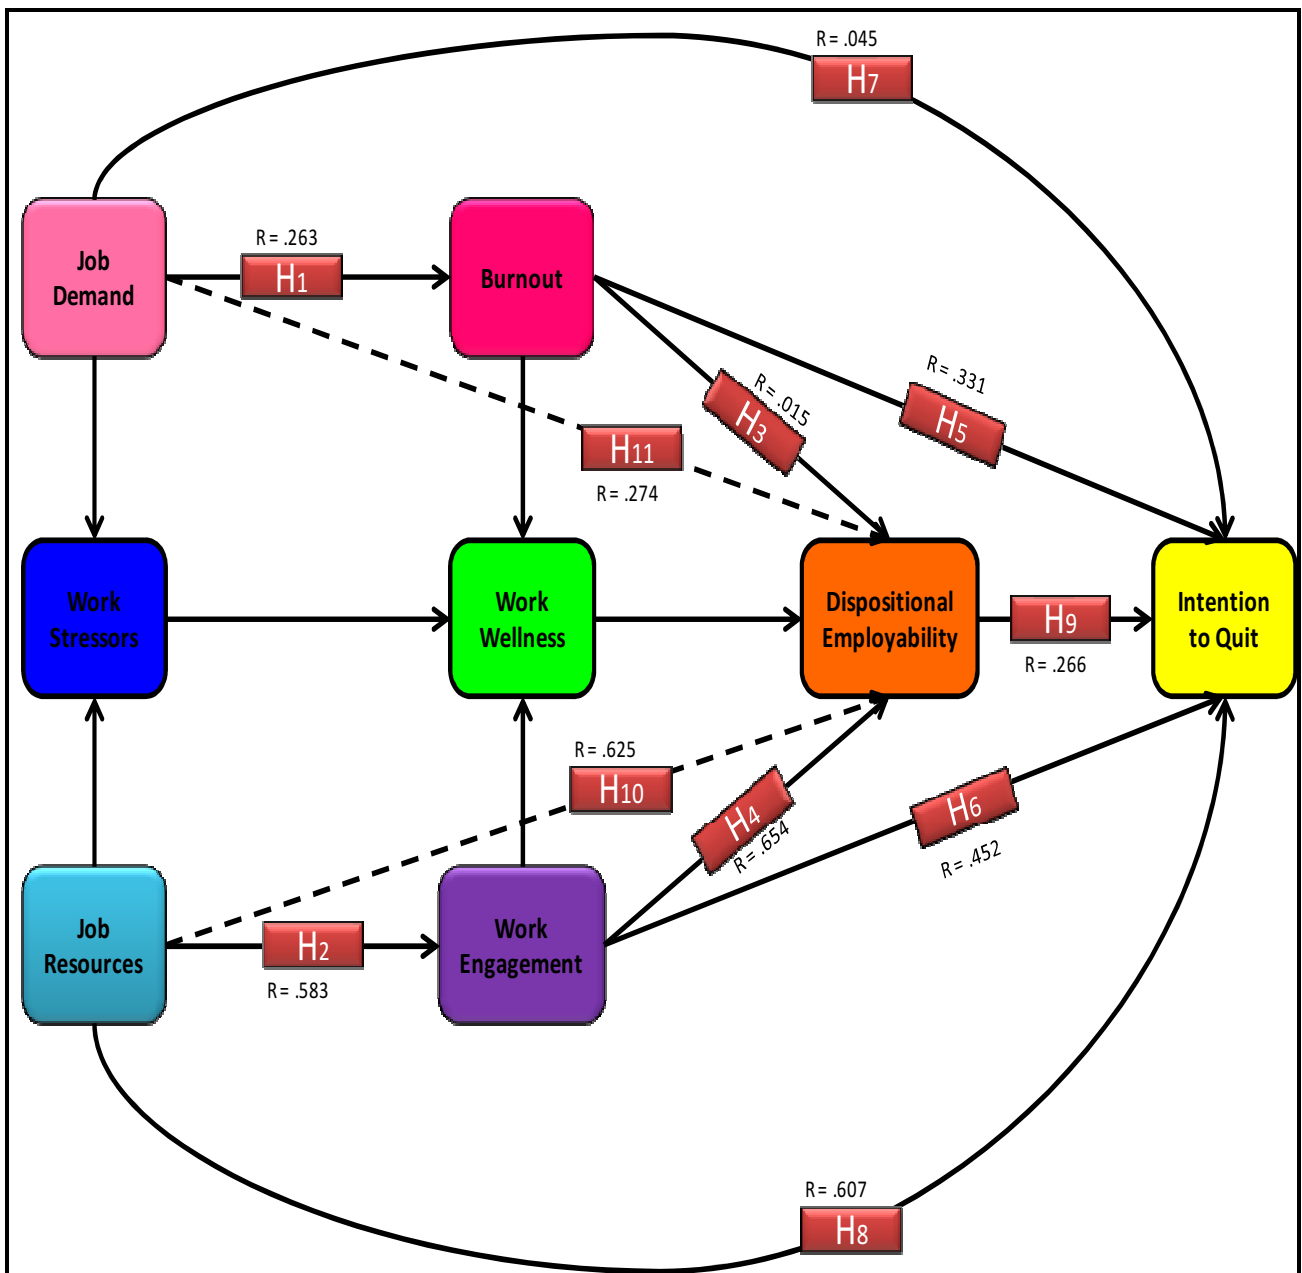 R = .045
H7
Job
Demand
R = .263
H1
Burnout
R = .015
H3
R = .331
H5
H11
R = .274
Work
Stressors
Work
Wellness
Dispositional
Employability
H9
R = .266
Intention
to Quit
R = .625
H10
H4
R = .654
H6
R = .452
Job
Resources
H2
R = .583
Work
Engagement
R = .607
H8